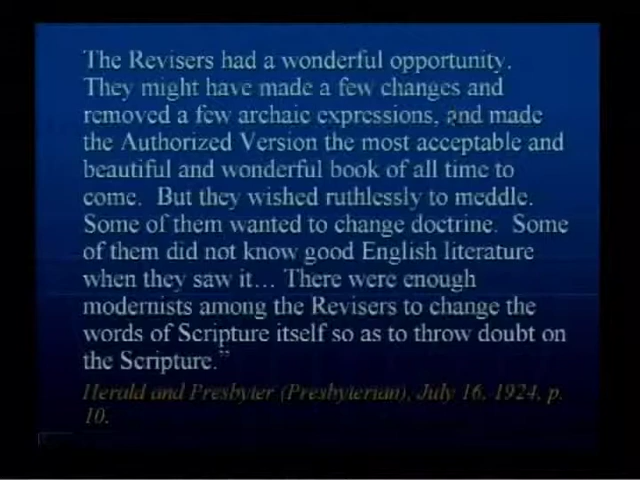 The Revisers had a wonderful opportunity.
They might have made a few changes and
removed a few archaic expressions, and made
the Authorized Version the most acceptable and
beautiful and wonderful book of all time to
come.  But they wished ruthlessly to meddle.
Some of them wanted to change doctrine.  Some
of them did not know good English literature
when they saw it… There were enough
modernists among the Revisers to change the
words of Scripture itself so as to throw doubt on
the Scripture.”
Herald and Presbyter (Presbyterian), July 16, 1924, p.
10.